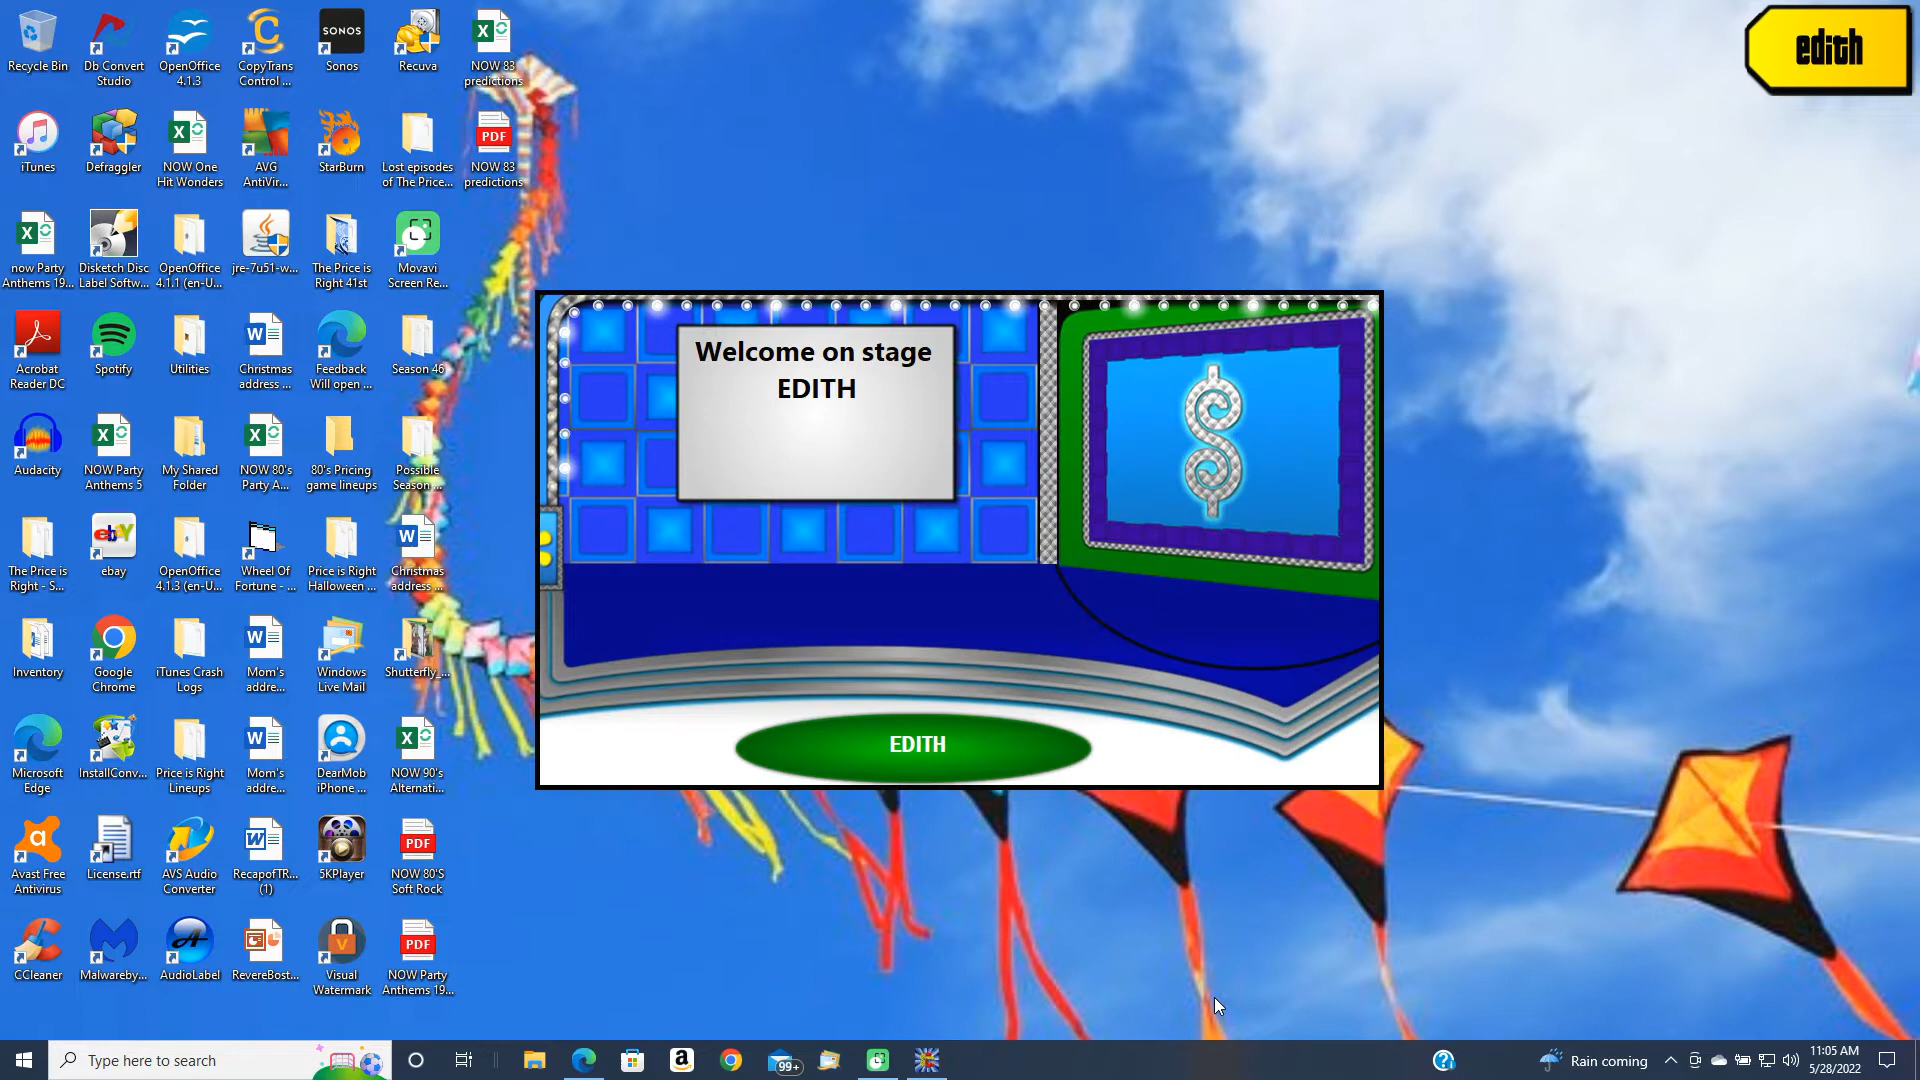 Recycle Bin
Db Convert
Studio
OpenOffice
4.1.3
CopyTrans
Control ...
SONOS
Sonos
Recuva
NOW 83
predictions
edith
iTunes
Defraggler
NOW One
Hit Wonders
AVG
AntiVir...
StarBurn
Lost episodes
of The Price...
PDF
NOW 83
predictions
now Party
Anthems 19...
Disketch Disc
Label Softw...
OpenOffice
4.1.1 (en-U...
jre-7u51-w...
The Price is
Right 41st
Movavi
Screen Re...
Acrobat
Reader DC
Spotify
Utilities
Christmas
address ...
Feedback
Will open ...
Season 46
Welcome on stage
EDITH
Audacity
NOW Party
Anthems 5
My Shared
Folder
NOW 80's
Party A...
80's Pricing
game lineups
Possible
Season ...
The Price is
Right - S...
ebay
ebay
OpenOffice
4.1.3 (en-U...
Wheel Of
Fortune - ...
Price is Right
Halloween ...
Christmas
address ...
Inventory
Google
Chrome
iTunes Crash
Logs
Mom's
addre...
Windows
Live Mail
Shutterfly_...
Microsoft
Edge
InstallConv...
Price is Right
Lineups
Mom's
addre...
DearMob
iPhone ...
NOW 90's
Alternati...
EDITH
Avast Free
Antivirus
License.rtf
AVS Audio
Converter
RecapofTR...
(1)
5KPlayer
PDF
NOW 80'S
Soft Rock
CCleaner
Malwareby...
AudioLabel
RevereBost...
Visual
Watermark
PDF
NOW Party
Anthems 19...
Type here to search
99+
Rain coming
11:05 AM
5/28/2022